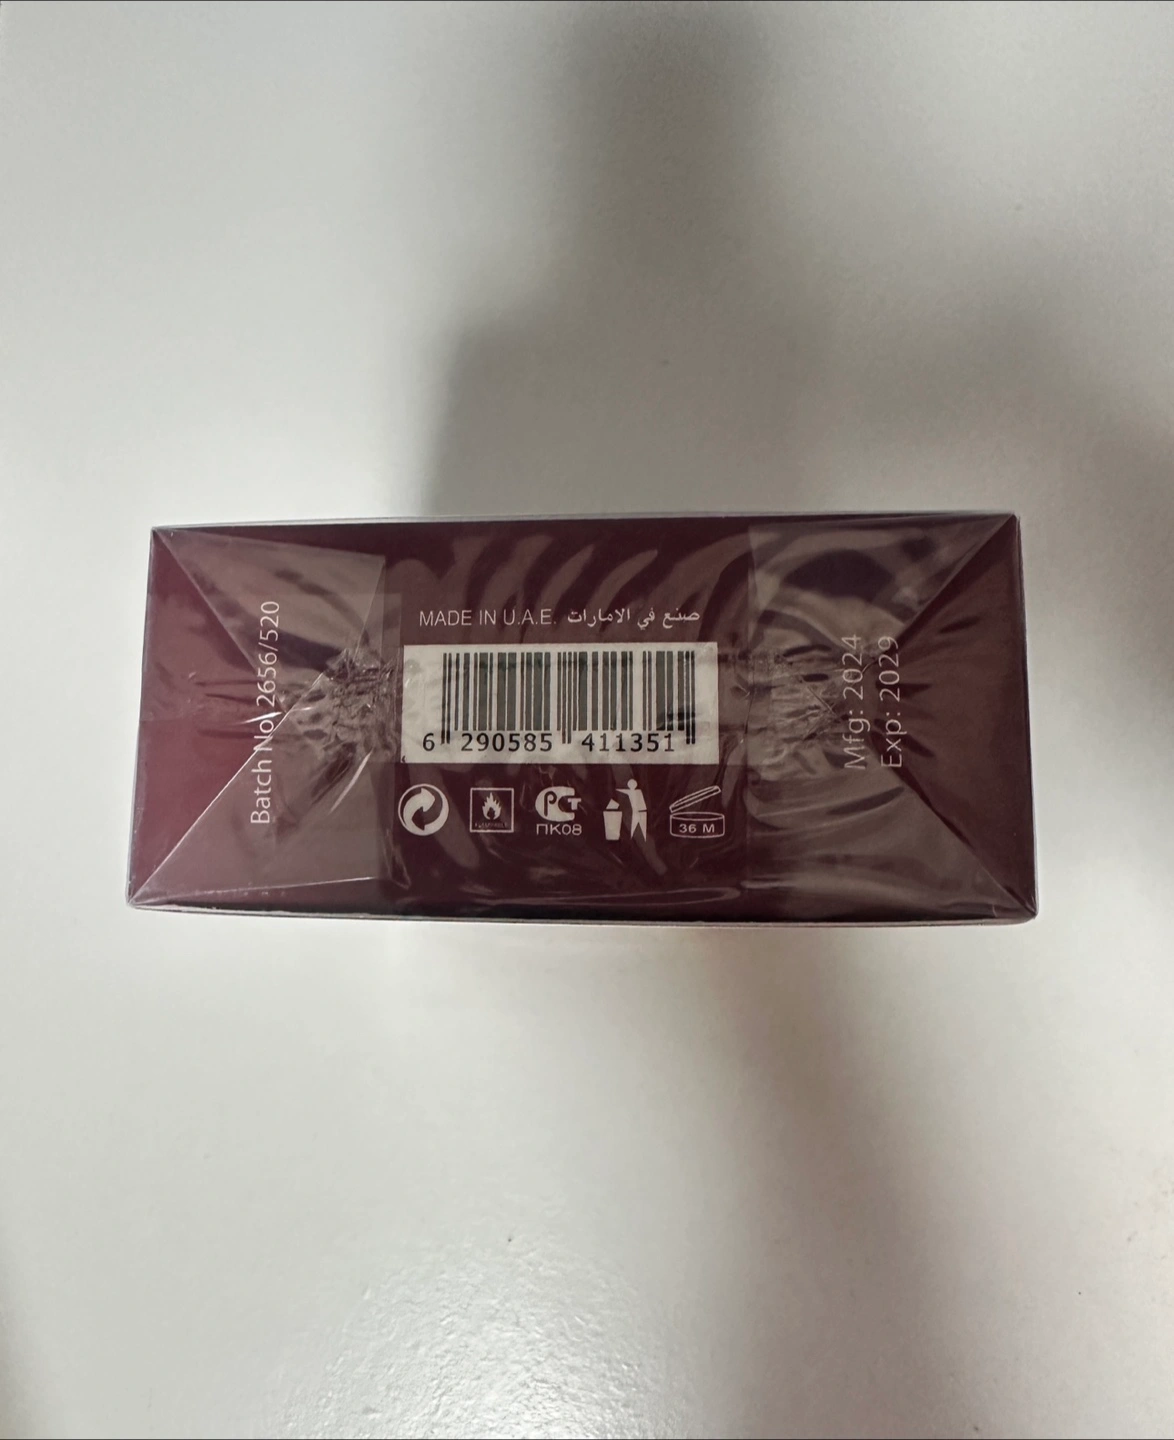 MADE IN U.A.E. صنع في الامارات
6 290585 411351
ПК08
36 M
Batch No: 2656/520
Mfg: 2024
Exp: 2029